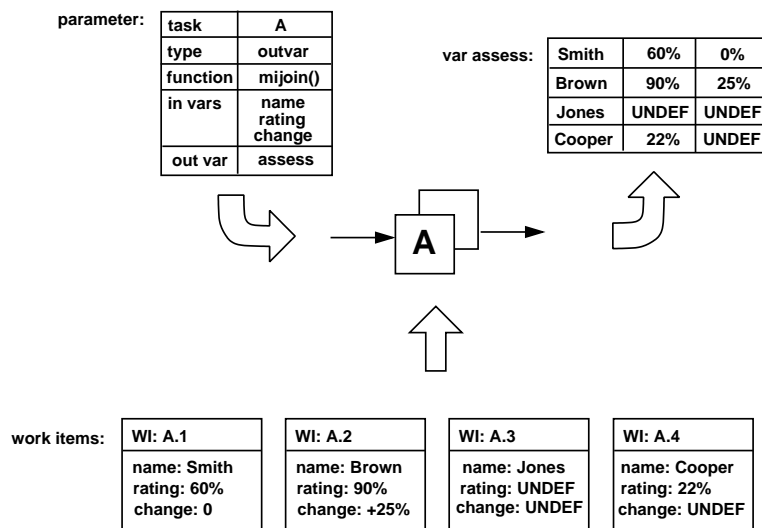 parameter:
task A
type outvar
function mijoin()
in vars name
rating
change
out var assess
var assess:
Smith 60% 0%
Brown 90% 25%
Jones UNDEF UNDEF
Cooper 22% UNDEF
A
work items:
WI: A.1
name: Smith
rating: 60%
change: 0
WI: A.2
name: Brown
rating: 90%
change: +25%
WI: A.3
name: Jones
rating: UNDEF
change: UNDEF
WI: A.4
name: Cooper
rating: 22%
change: UNDEF